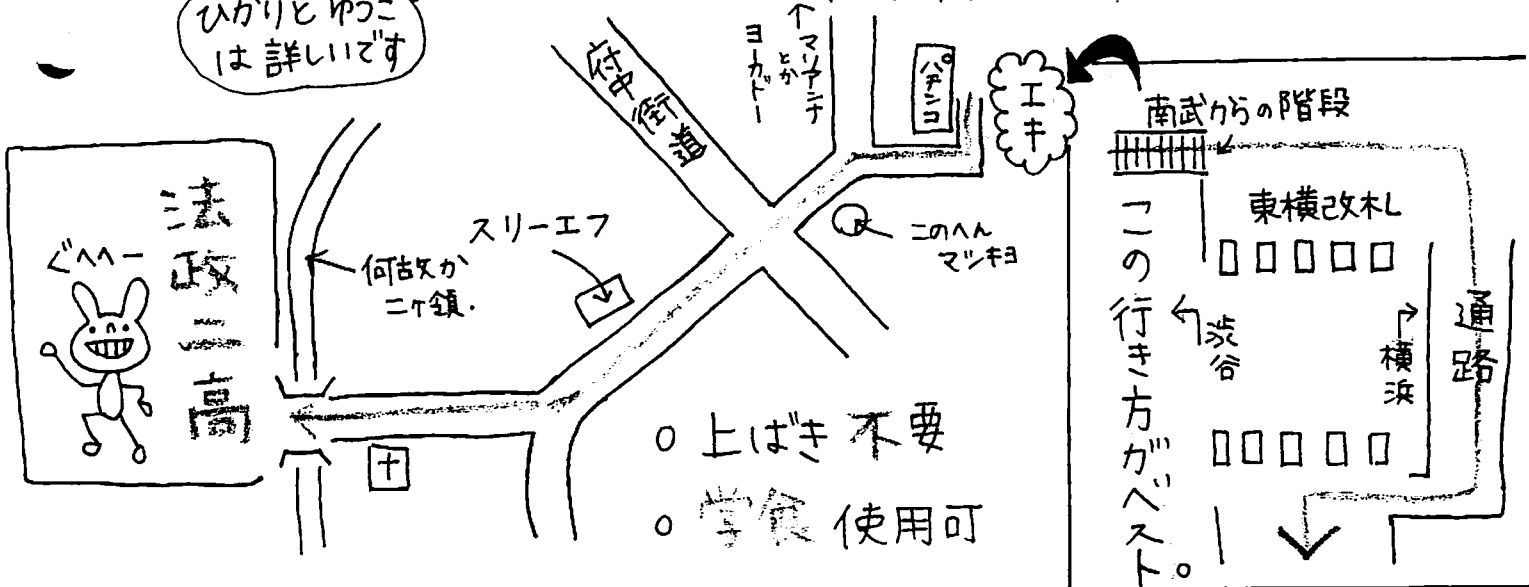 ひかりとゆうこ
は詳しいです
府中街道
↑マリアンナ
とか
ヨーカドー
パチンコ
エキ
南武からの階段
東横改札
この行き方がベスト。
渋谷
横浜
通路
このへん
マツキヨ
スリーエフ
何故か
二ヶ領.
法政二高
ぐへへー
○上ばき不要
○学食使用可